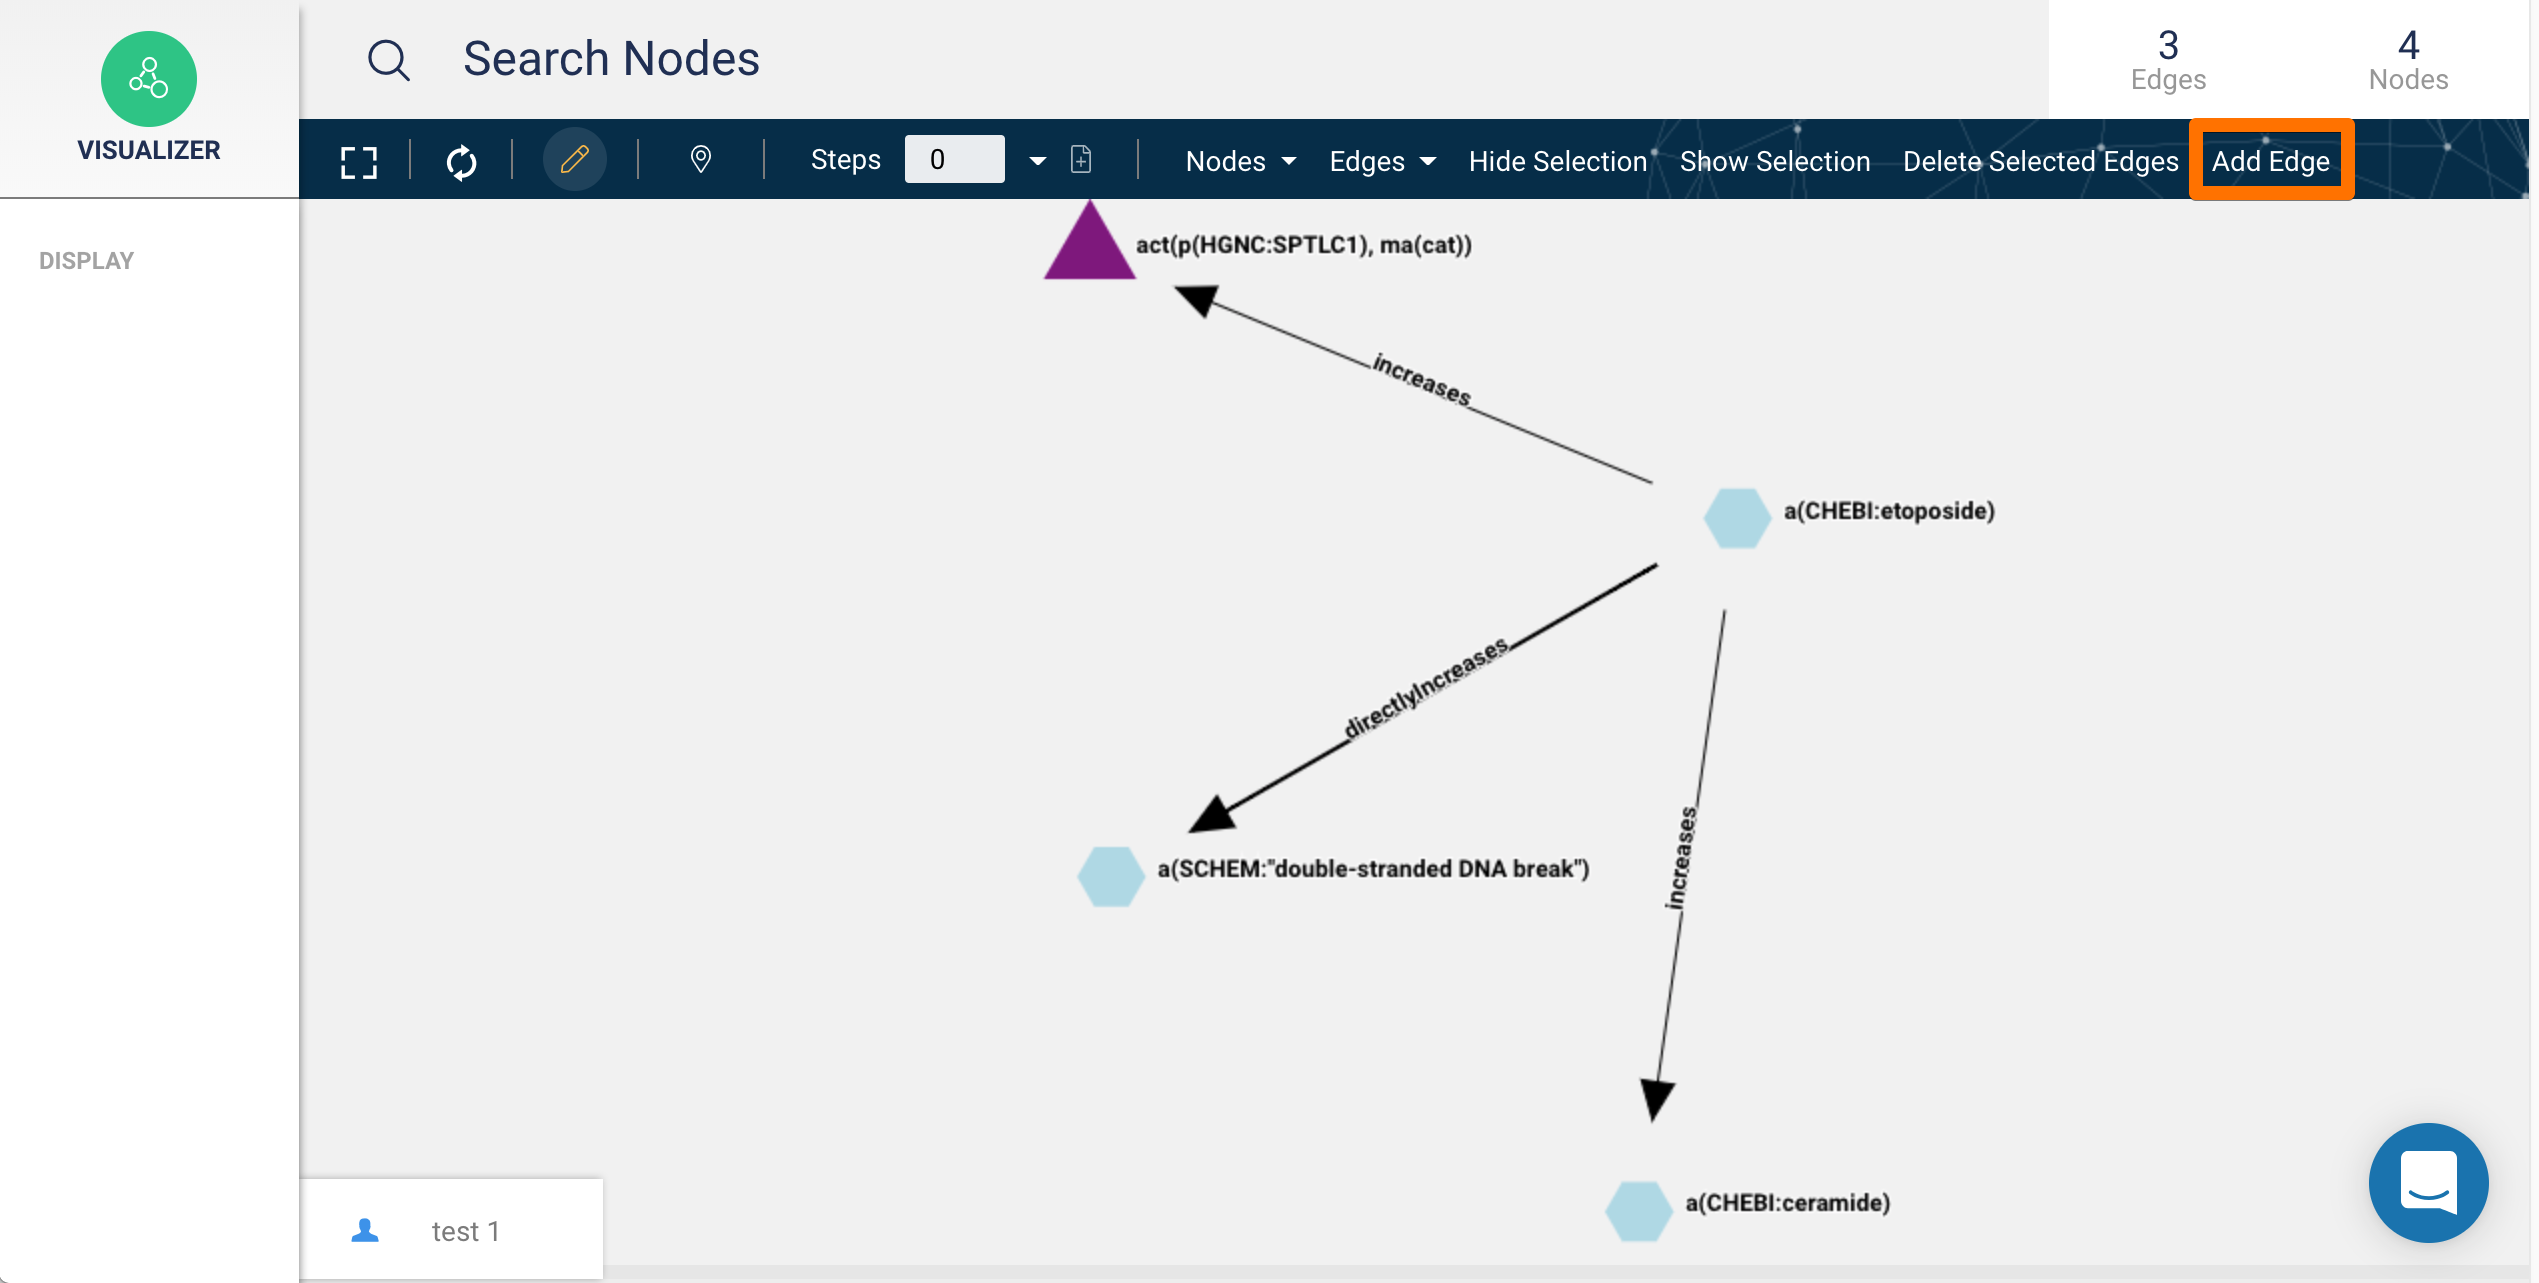 VISUALIZER
Search Nodes
3
Edges
4
Nodes
Steps 0 Nodes Edges Hide Selection Show Selection Delete Selected Edges Add Edge
DISPLAY
act(p(HGNC:SPTLC1), ma(cat))
increases
a(CHEBI:etoposide)
directlyIncreases
a(SCHEM:"double-stranded DNA break")
increases
a(CHEBI:ceramide)
test 1